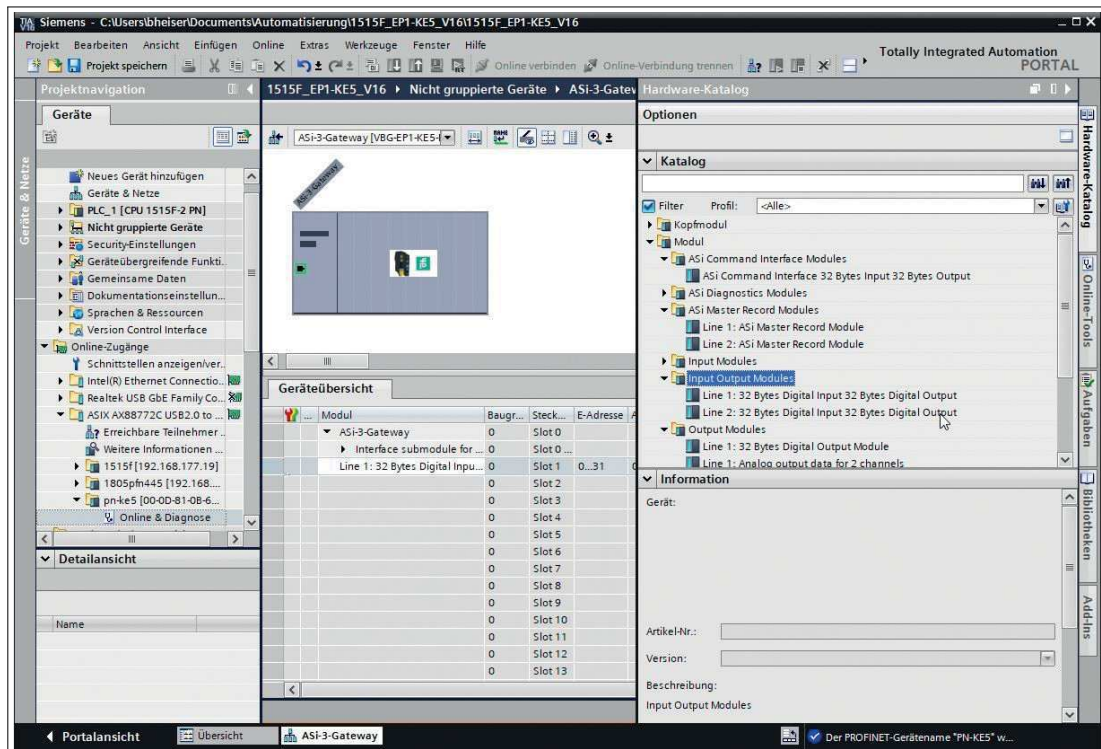 Siemens - C:\Users\bheiser\Documents\Automatisierung\1515F_EP1-KE5_V16\1515F_EP1-KE5_V16
Projekt Bearbeiten Ansicht Einfügen Online Extras Werkzeuge Fenster Hilfe
Totally Integrated Automation
PORTAL
Projekt speichern Online verbinden Online-Verbindung trennen
Projektnavigation
Geräte
Geräte & Netze
Neues Gerät hinzufügen
Geräte & Netze
PLC_1 [CPU 1515F-2 PN]
Nicht gruppierte Geräte
Security-Einstellungen
Geräteübergreifende Funkti...
Gemeinsame Daten
Dokumentationseinstellun...
Sprachen & Ressourcen
Version Control Interface
Online-Zugänge
Schnittstellen anzeigen/ver...
Intel(R) Ethernet Connectio...
Realtek USB GbE Family Co...
ASIX AX88772C USB2.0 to ...
Erreichbare Teilnehmer ...
Weitere Informationen ...
1515f [192.168.177.19]
1805pfn445 [192.168....
pn-ke5 [00-0D-81-0B-6...
Online & Diagnose
Detailansicht
Name
1515F_EP1-KE5_V16 ▸ Nicht gruppierte Geräte ▸ ASi-3-Gatew
ASi-3-Gateway [VBG-EP1-KE5-
ASi-3-Gateway
Geräteübersicht
... Modul Baugr... Steck... E-Adresse A
ASi-3-Gateway 0 Slot 0
Interface submodule for ... 0 Slot 0 ...
Line 1: 32 Bytes Digital Inpu... 0 Slot 1 0...31
0 Slot 2
0 Slot 3
0 Slot 4
0 Slot 5
0 Slot 6
0 Slot 7
0 Slot 8
0 Slot 9
0 Slot 10
0 Slot 11
0 Slot 12
0 Slot 13
Hardware-Katalog
Optionen
Katalog
Filter Profil: <Alle>
Kopfmodul
Modul
ASi Command Interface Modules
ASi Command Interface 32 Bytes Input 32 Bytes Output
ASi Diagnostics Modules
ASi Master Record Modules
Line 1: ASi Master Record Module
Line 2: ASi Master Record Module
Input Modules
Input Output Modules
Line 1: 32 Bytes Digital Input 32 Bytes Digital Output
Line 2: 32 Bytes Digital Input 32 Bytes Digital Output
Output Modules
Line 1: 32 Bytes Digital Output Module
Line 1: Analog output data for 2 channels
Information
Gerät:
Artikel-Nr.:
Version:
Beschreibung:
Input Output Modules
Hardware-Katalog
Online-Tools
Aufgaben
Bibliotheken
Add-Ins
Portalansicht
Übersicht
ASi-3-Gateway
Der PROFINET-Gerätename "PN-KE5" w...